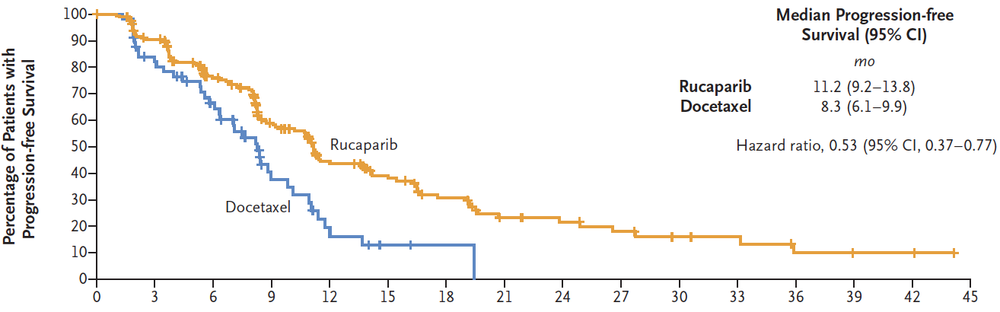 Percentage of Patients with
Progression-free Survival
100
90
80
70
60
50
40
30
20
10
0
0 3 6 9 12 15 18 21 24 27 30 33 36 39 42 45
Rucaparib
Docetaxel
Median Progression-free
Survival (95% CI)
mo
Rucaparib 11.2 (9.2–13.8)
Docetaxel 8.3 (6.1–9.9)
Hazard ratio, 0.53 (95% CI, 0.37–0.77)